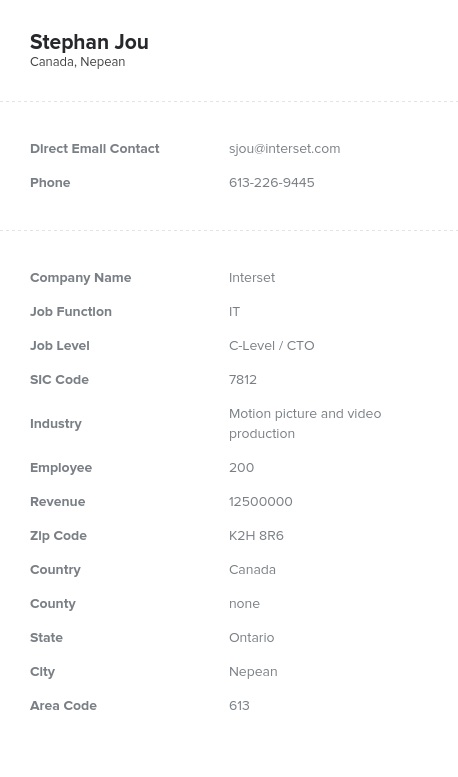 Stephan Jou
Canada, Nepean
Direct Email Contact sjou@interset.com
Phone 613-226-9445
Company Name Interset
Job Function IT
Job Level C-Level / CTO
SIC Code 7812
Industry Motion picture and video
production
Employee 200
Revenue 12500000
Zip Code K2H 8R6
Country Canada
County none
State Ontario
City Nepean
Area Code 613